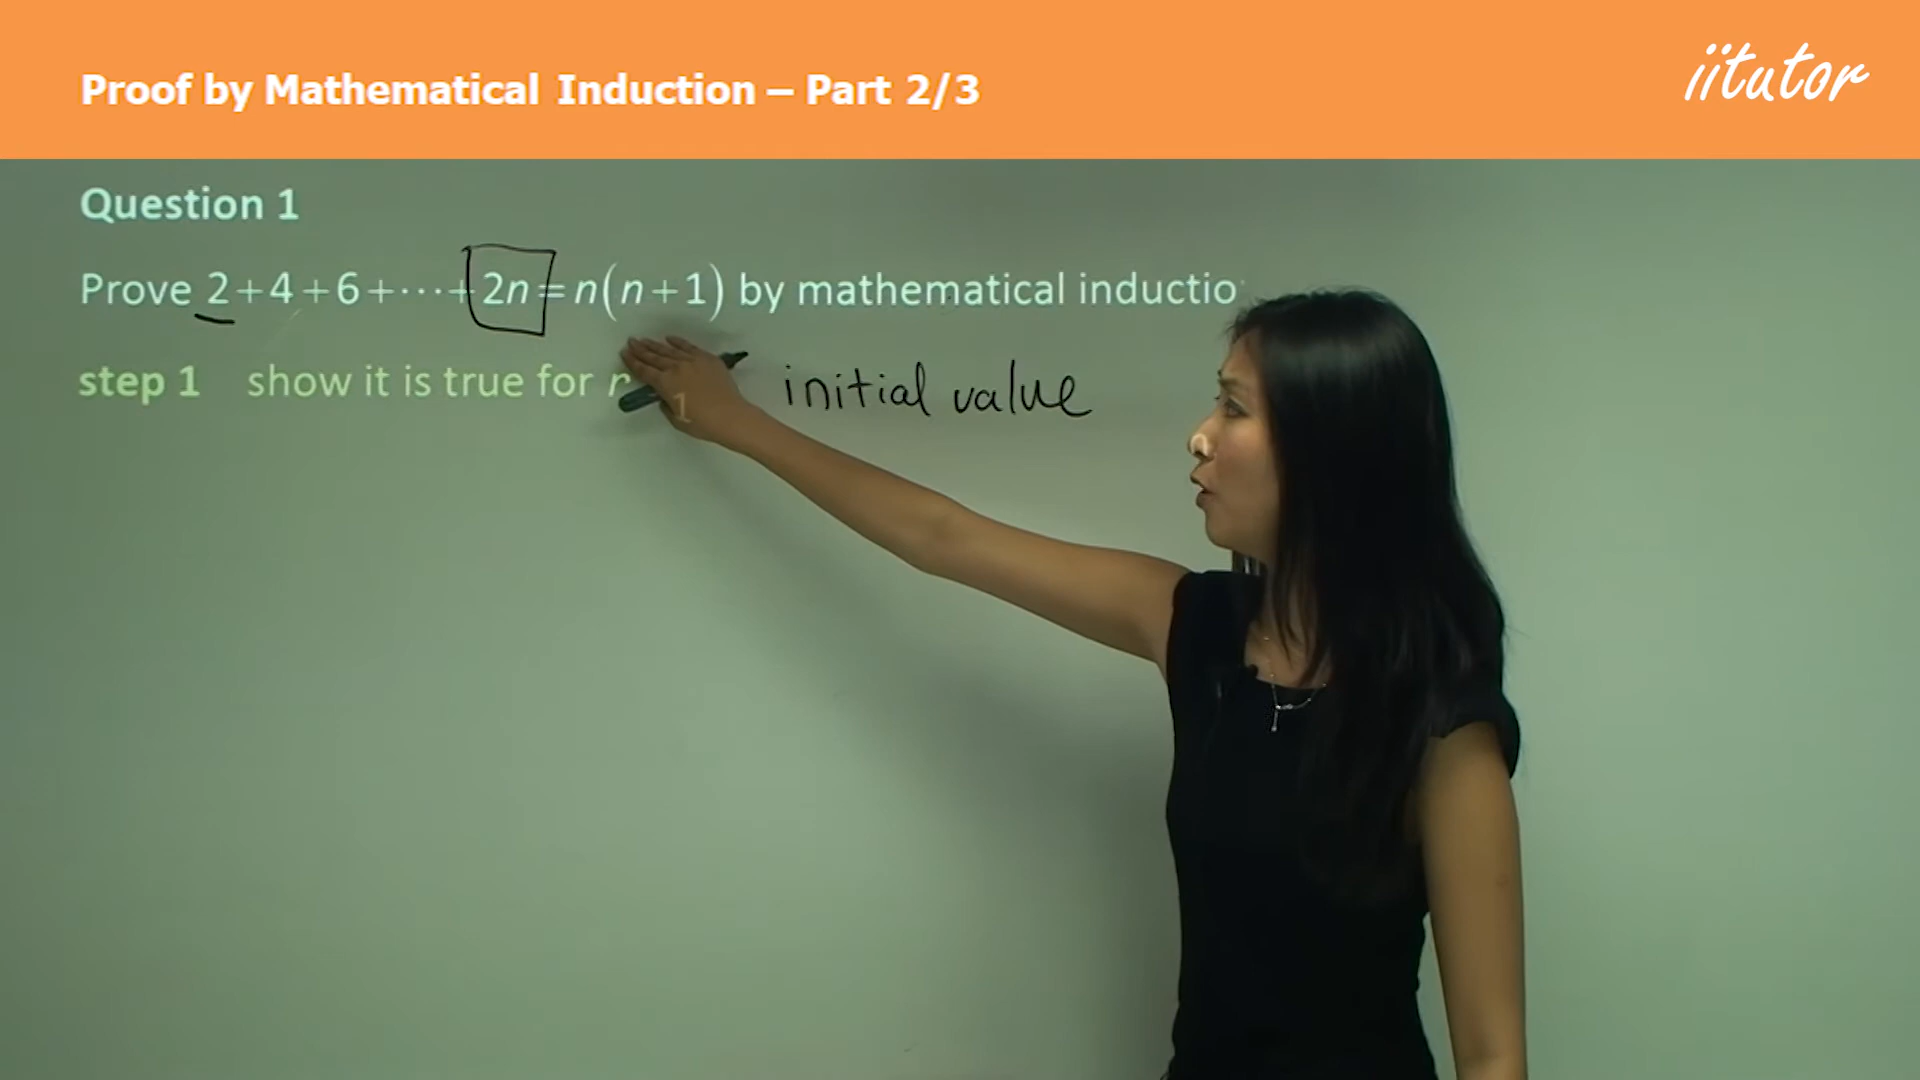 Proof by Mathematical Induction – Part 2/3
iitutor
Question 1
Prove 2+4+6+⋯+2n=n(n+1) by mathematical inductio
step 1 show it is true for n 1 initial value